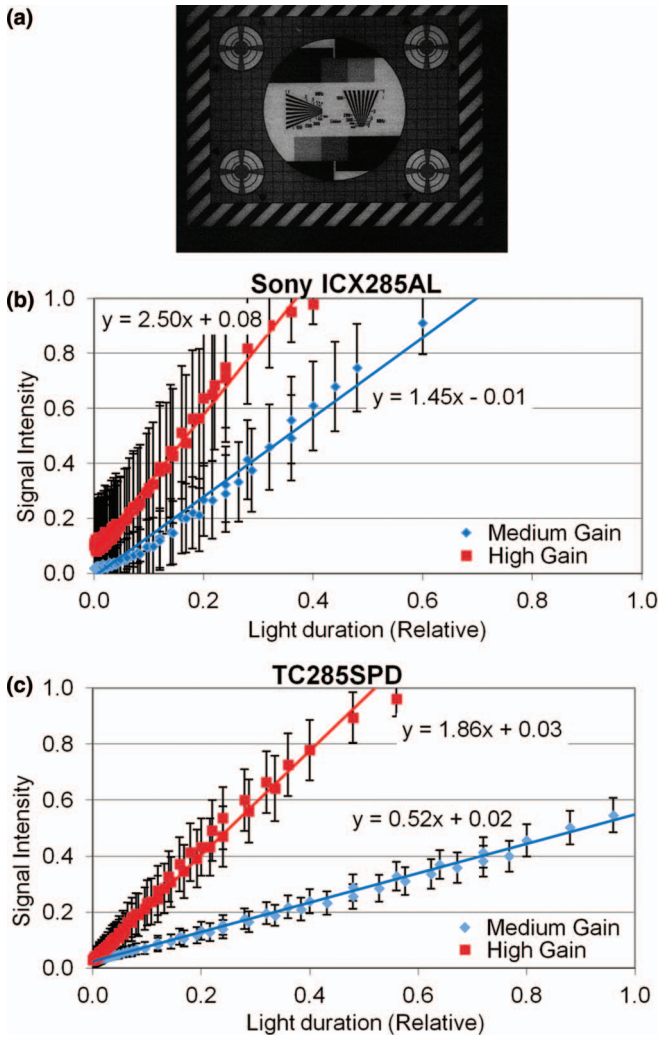 (a)
(b)
Sony ICX285AL
Signal Intensity
1.0
0.8
0.6
0.4
0.2
0.0
y = 2.50x + 0.08
y = 1.45x - 0.01
Medium Gain
High Gain
0.0 0.2 0.4 0.6 0.8 1.0
Light duration (Relative)
(c)
TC285SPD
Signal Intensity
1.0
0.8
0.6
0.4
0.2
0.0
y = 1.86x + 0.03
y = 0.52x + 0.02
Medium Gain
High Gain
0.0 0.2 0.4 0.6 0.8 1.0
Light duration (Relative)